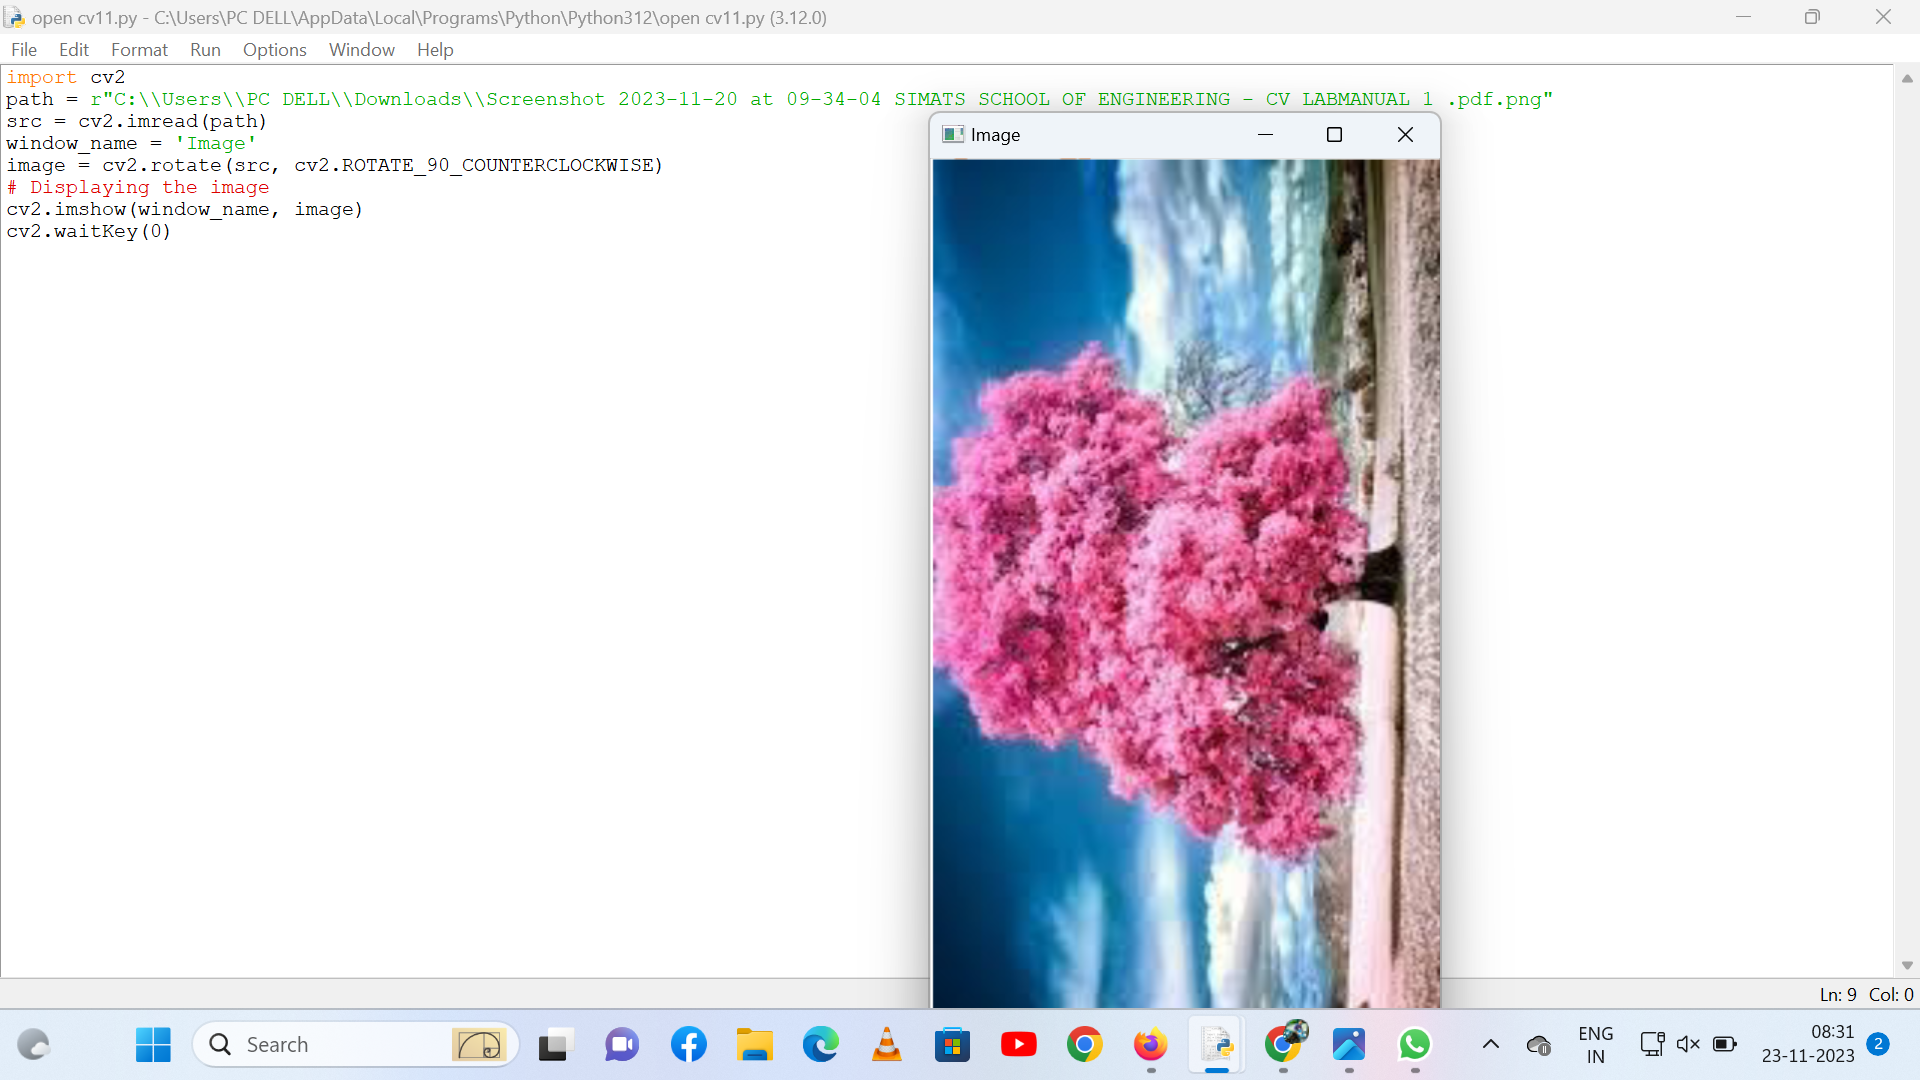 open cv11.py - C:\Users\PC DELL\AppData\Local\Programs\Python\Python312\open cv11.py (3.12.0)
File Edit Format Run Options Window Help
import cv2
path = r"C:\\Users\\PC DELL\\Downloads\\Screenshot 2023-11-20 at 09-34-04 SIMATS SCHOOL OF ENGINEERING - CV LABMANUAL 1 .pdf.png"
src = cv2.imread(path)
window_name = 'Image'
image = cv2.rotate(src, cv2.ROTATE_90_COUNTERCLOCKWISE)
# Displaying the image
cv2.imshow(window_name, image)
cv2.waitKey(0)
Image
Ln: 9 Col: 0
Search
ENG
IN
08:31
23-11-2023
2